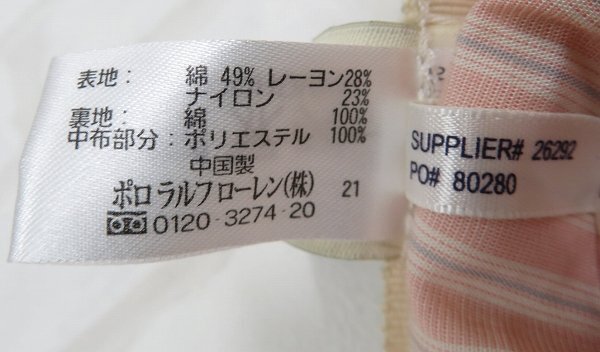 表地: 綿 49% レーヨン28%
ナイロン 23%
裏地: 綿 100%
中布部分: ポリエステル 100%
中国製
ポロ ラルフ ローレン(株) 21
0120-3274-20
SUPPLIER# 26292
PO# 80280